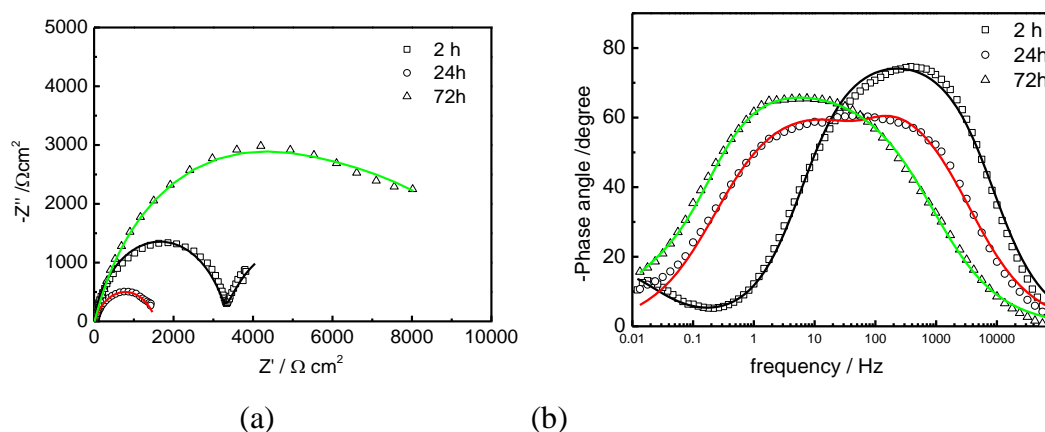 5000
4000
3000
2000
1000
0
0 2000 4000 6000 8000 10000
-Z'' /Ωcm²
Z' / Ω cm²
2 h
24h
72h
(a)
80
60
40
20
0
0.01 0.1 1 10 100 1000 10000
-Phase angle /degree
frequency / Hz
2 h
24h
72h
(b)